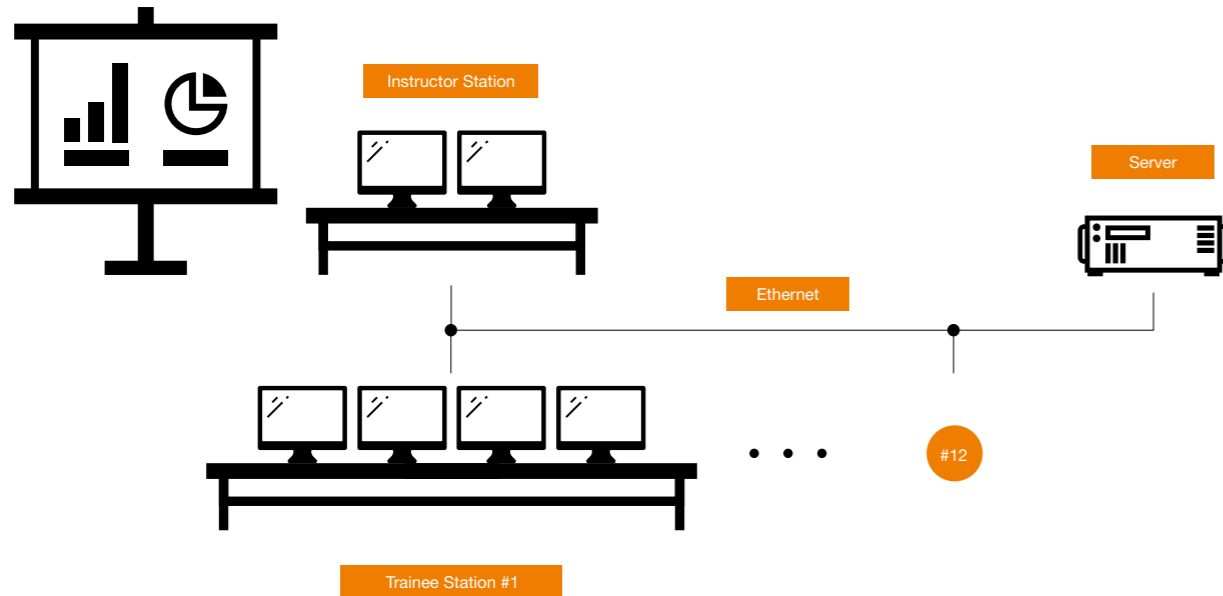 Instructor Station
Server
Ethernet
#12
Trainee Station #1